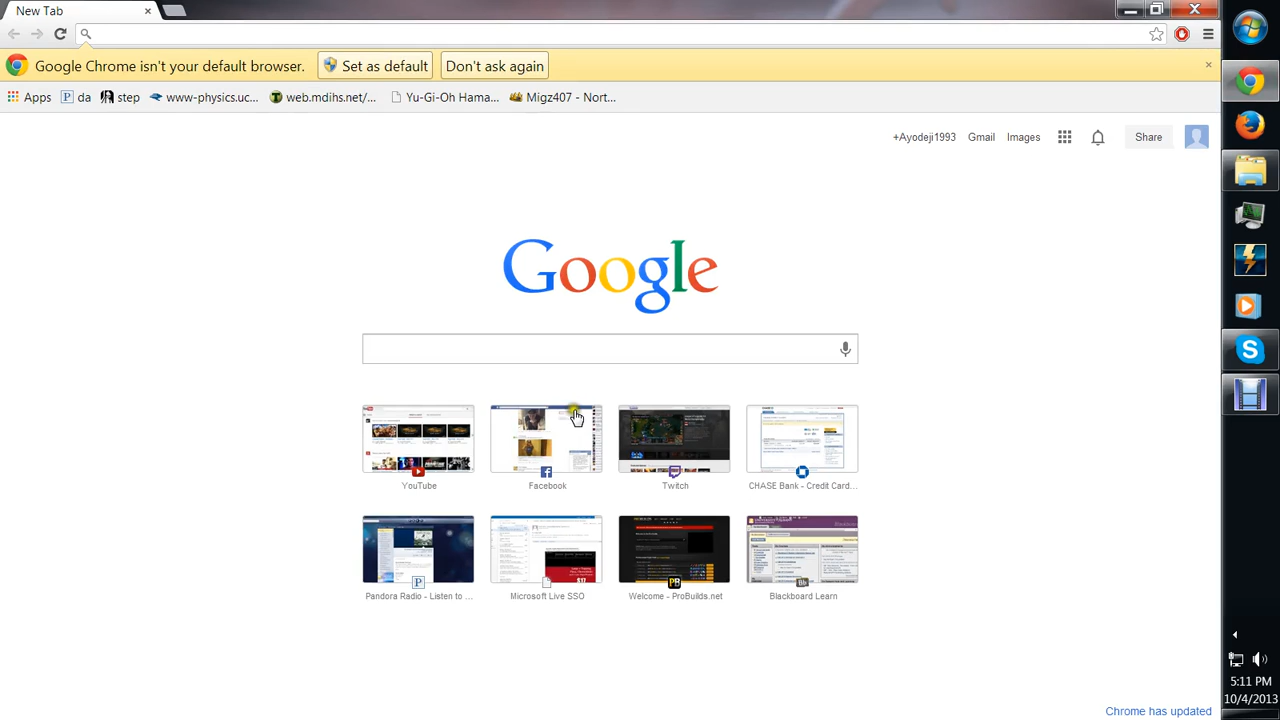 New Tab
Google Chrome isn't your default browser.
Set as default
Don't ask again
Apps
da
step
www-physics.uc...
web.mdihs.net/...
Yu-Gi-Oh Hama...
Migz407 - Nort...
+Ayodeji1993
Gmail
Images
Share
Google
YouTube
Facebook
Twitch
CHASE Bank - Credit Card...
Pandora Radio - Listen to ...
Microsoft Live SSO
Welcome - ProBuilds.net
Blackboard Learn
5:11 PM
10/4/2013
Chrome has updated